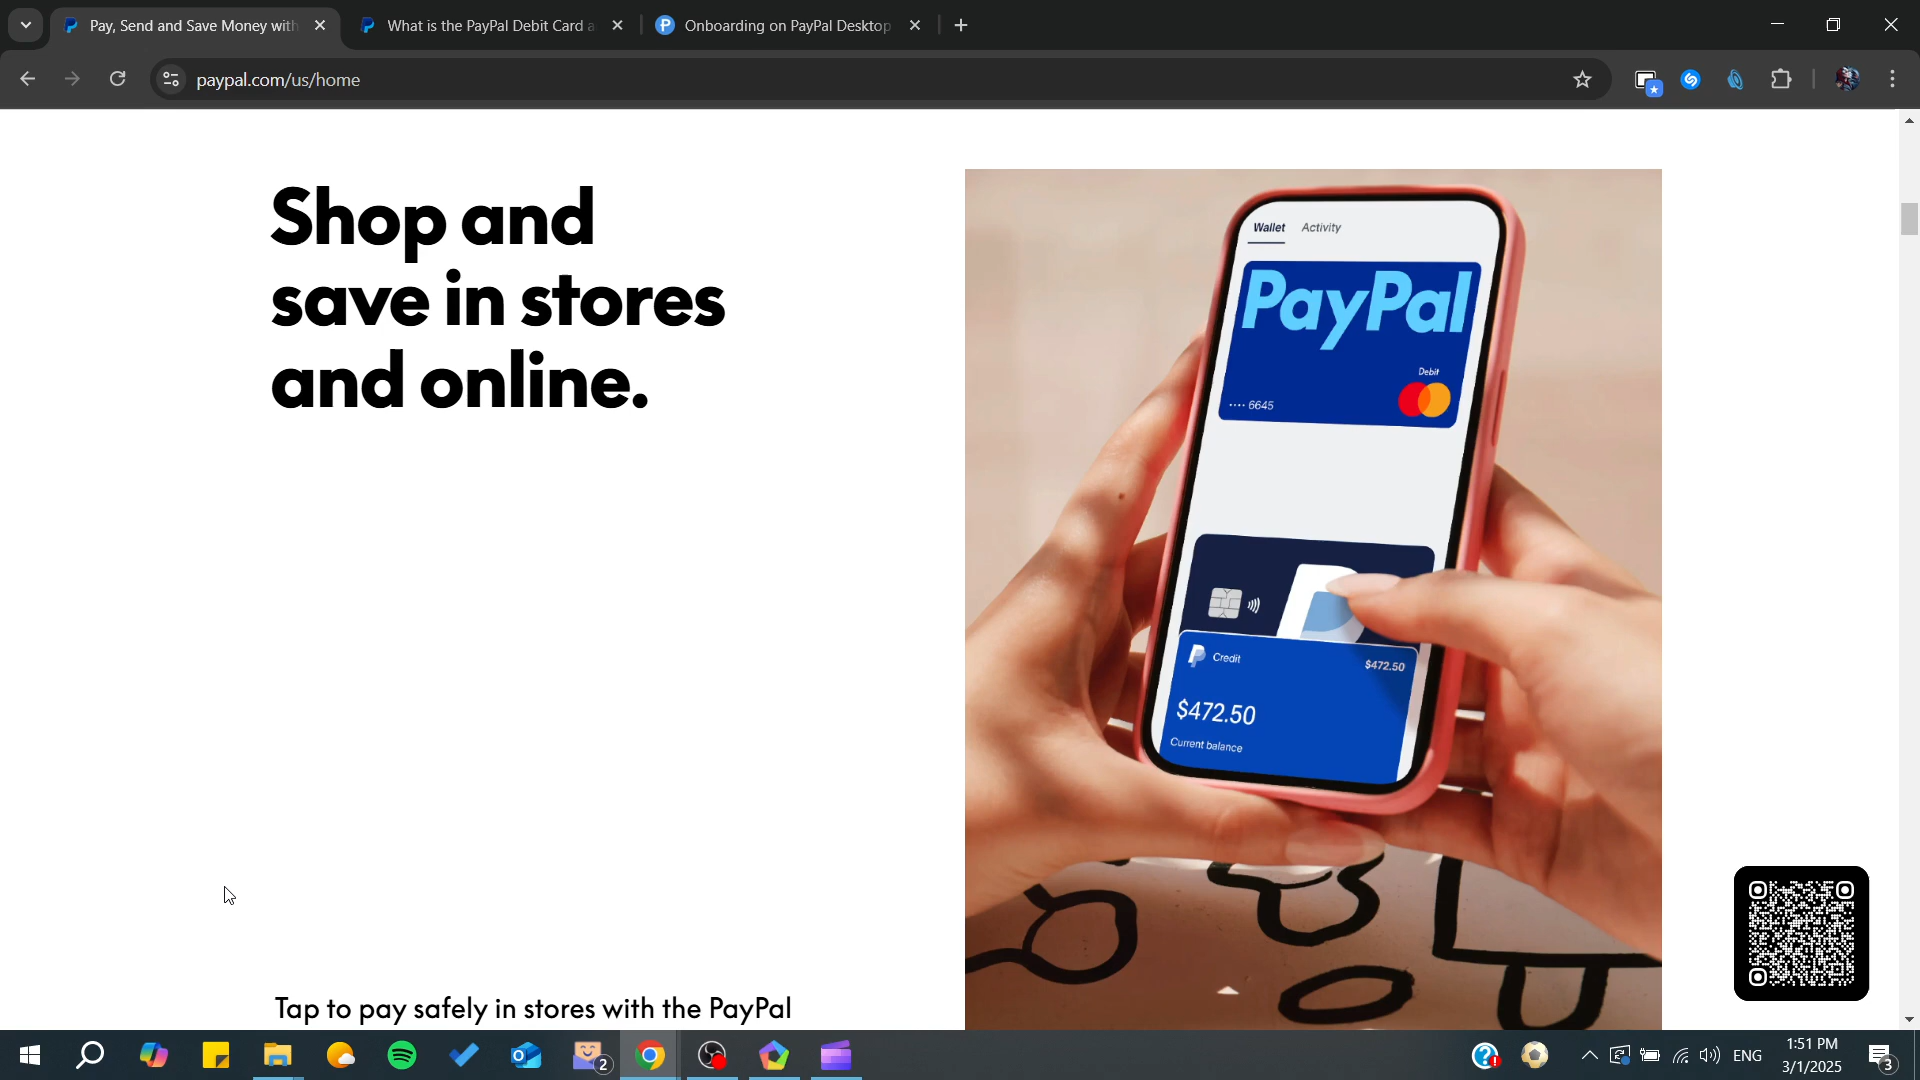 Pay, Send and Save Money with
What is the PayPal Debit Card a
Onboarding on PayPal Desktop
paypal.com/us/home
Shop and
save in stores
and online.
Wallet Activity
PayPal
Debit
···· 6645
Credit
$472.50
$472.50
Current balance
Tap to pay safely in stores with the PayPal
2
ENG
1:51 PM
3/1/2025
3